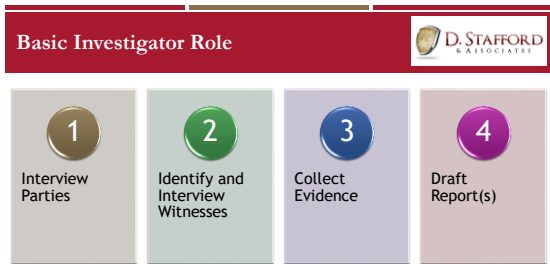 Basic Investigator Role
D. STAFFORD
& ASSOCIATES
1
Interview
Parties
2
Identify and
Interview
Witnesses
3
Collect
Evidence
4
Draft
Report(s)